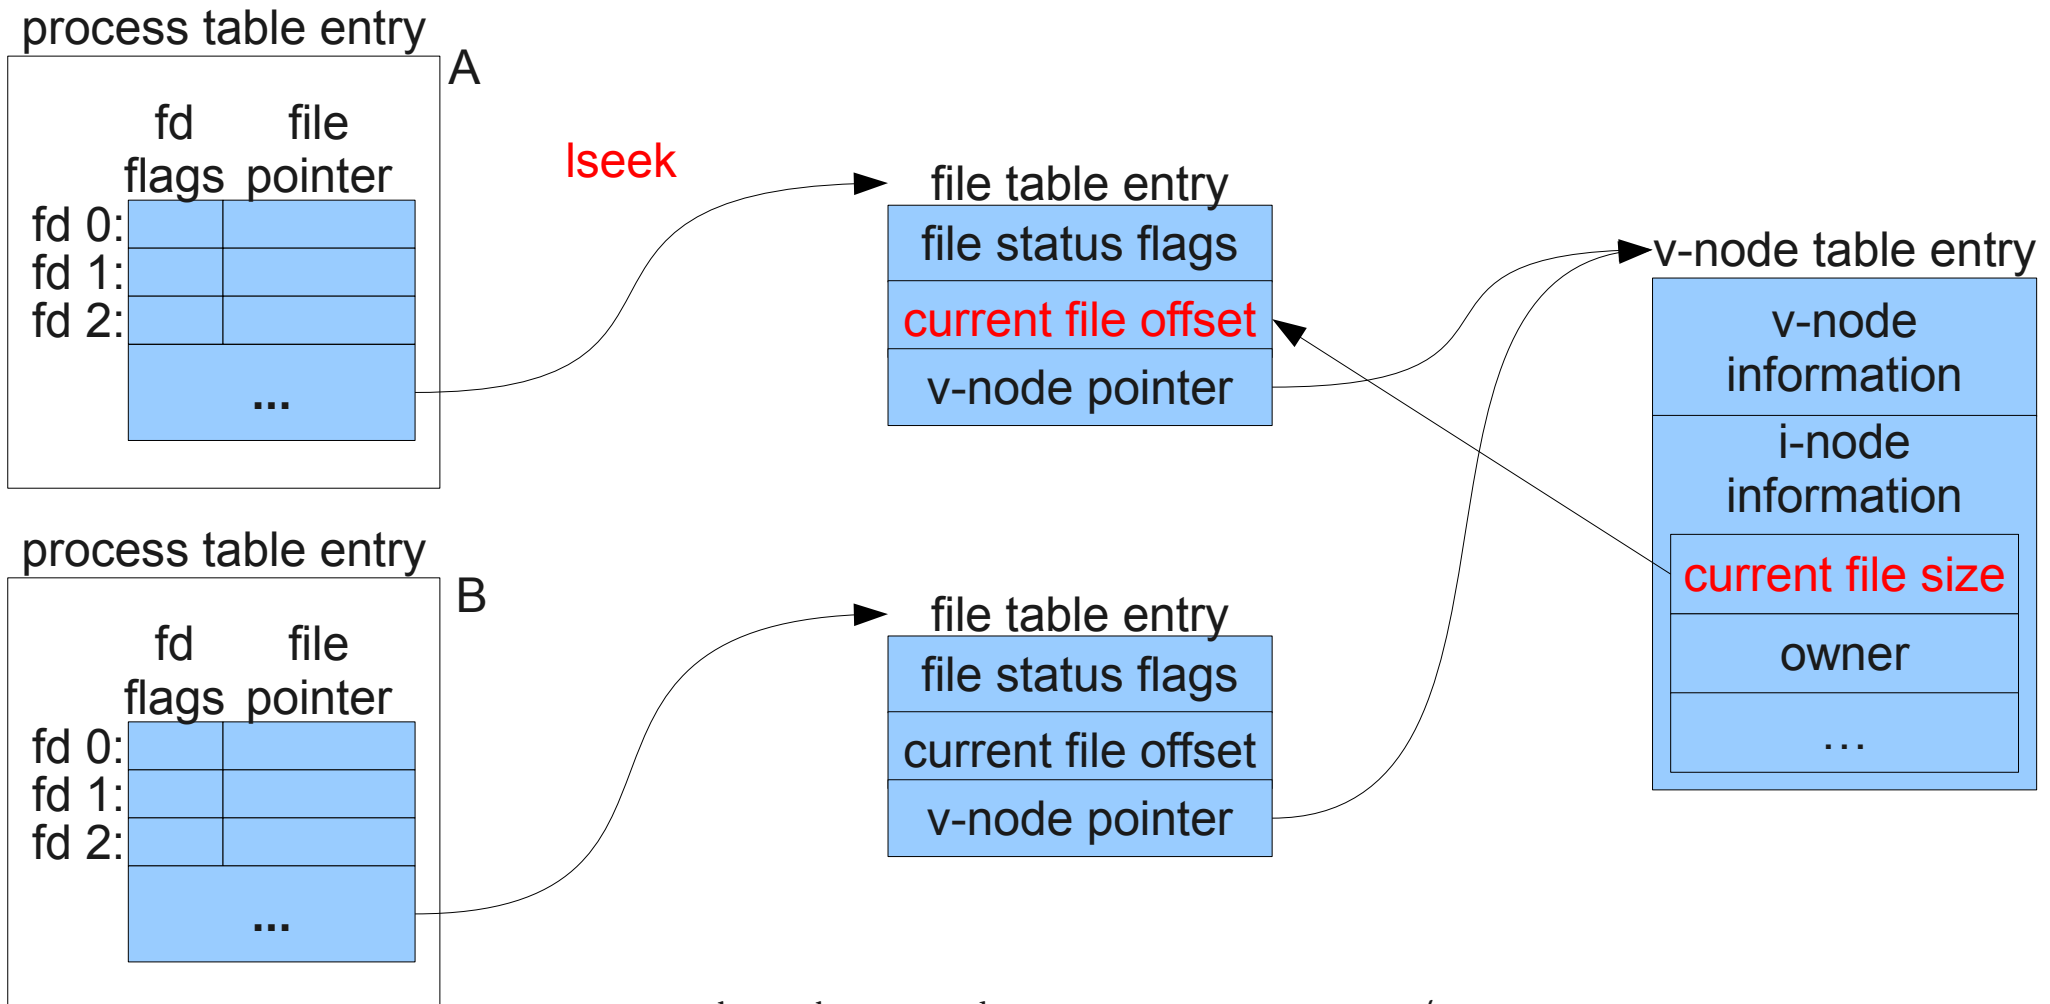 process table entry
A
fd file
flags pointer
fd 0:
fd 1:
fd 2:
...
lseek
file table entry
file status flags
current file offset
v-node pointer
v-node table entry
v-node
information
i-node
information
current file size
owner
...
process table entry
B
fd file
flags pointer
fd 0:
fd 1:
fd 2:
...
file table entry
file status flags
current file offset
v-node pointer